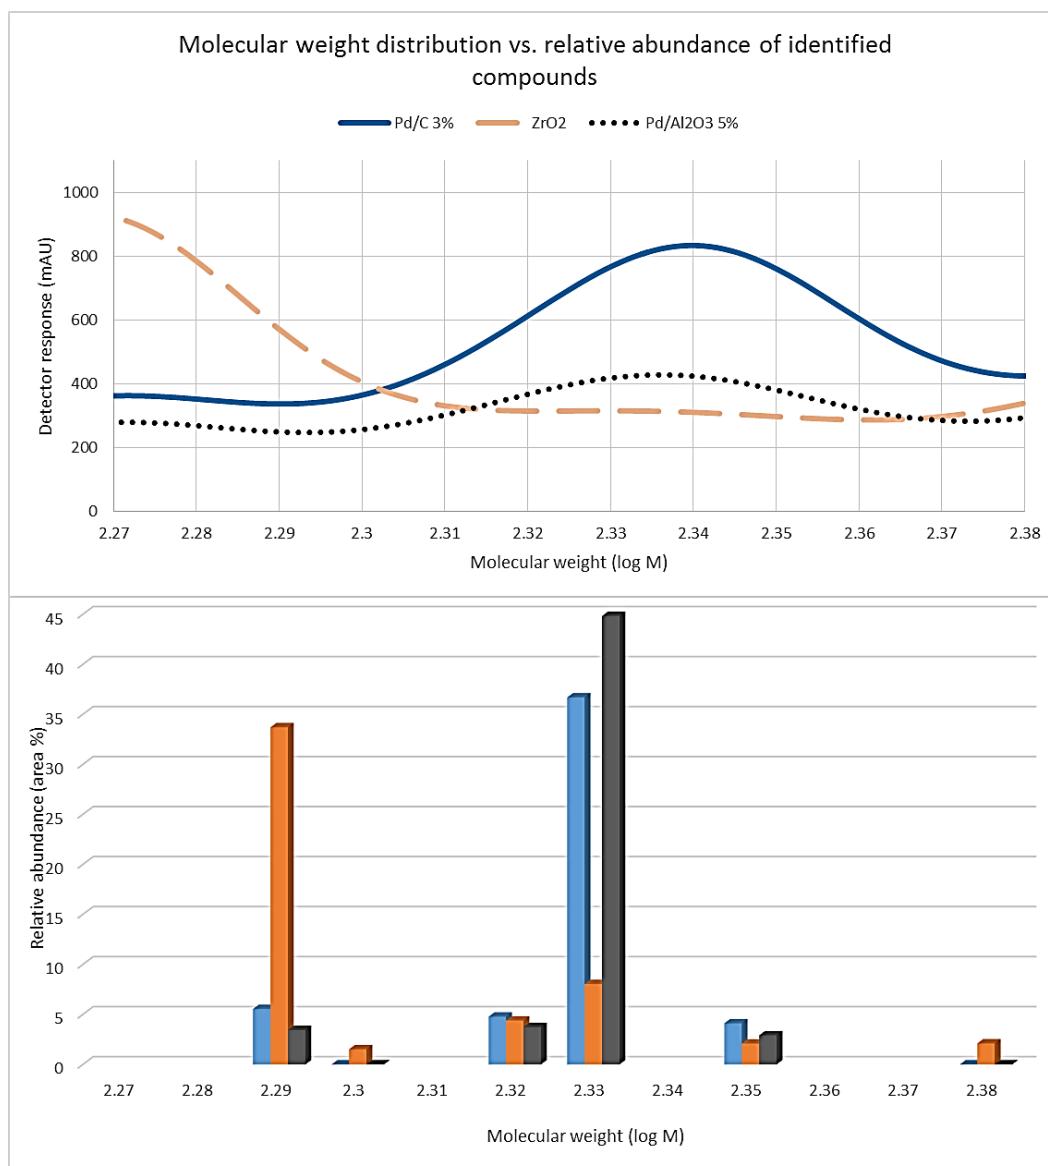 Molecular weight distribution vs. relative abundance of identified
compounds
Pd/C 3% ZrO2 Pd/Al2O3 5%
1000
800
600
400
200
0
Detector response (mAU)
2.27 2.28 2.29 2.3 2.31 2.32 2.33 2.34 2.35 2.36 2.37 2.38
Molecular weight (log M)
45
40
35
30
25
20
15
10
5
0
Relative abundance (area %)
2.27 2.28 2.29 2.3 2.31 2.32 2.33 2.34 2.35 2.36 2.37 2.38
Molecular weight (log M)